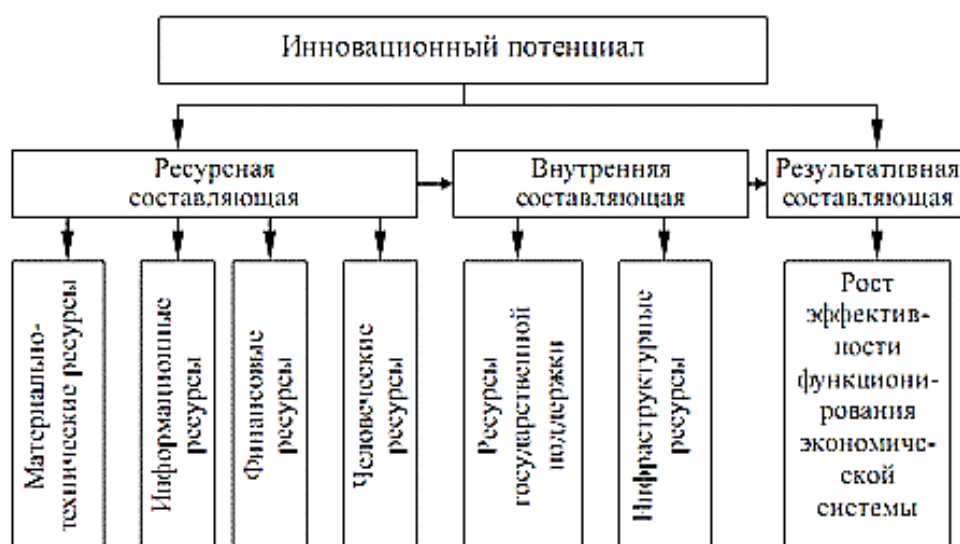 Инновационный потенциал
Ресурсная
составляющая
Внутренняя
составляющая
Результативная
составляющая
Материально-
технические ресурсы
Информационные
ресурсы
Финансовые
ресурсы
Человеческие
ресурсы
Ресурсы
государственной
поддержки
Инфраструктурные
ресурсы
Рост
эффектив-
ности
функциони-
рования
экономиче-
ской
системы